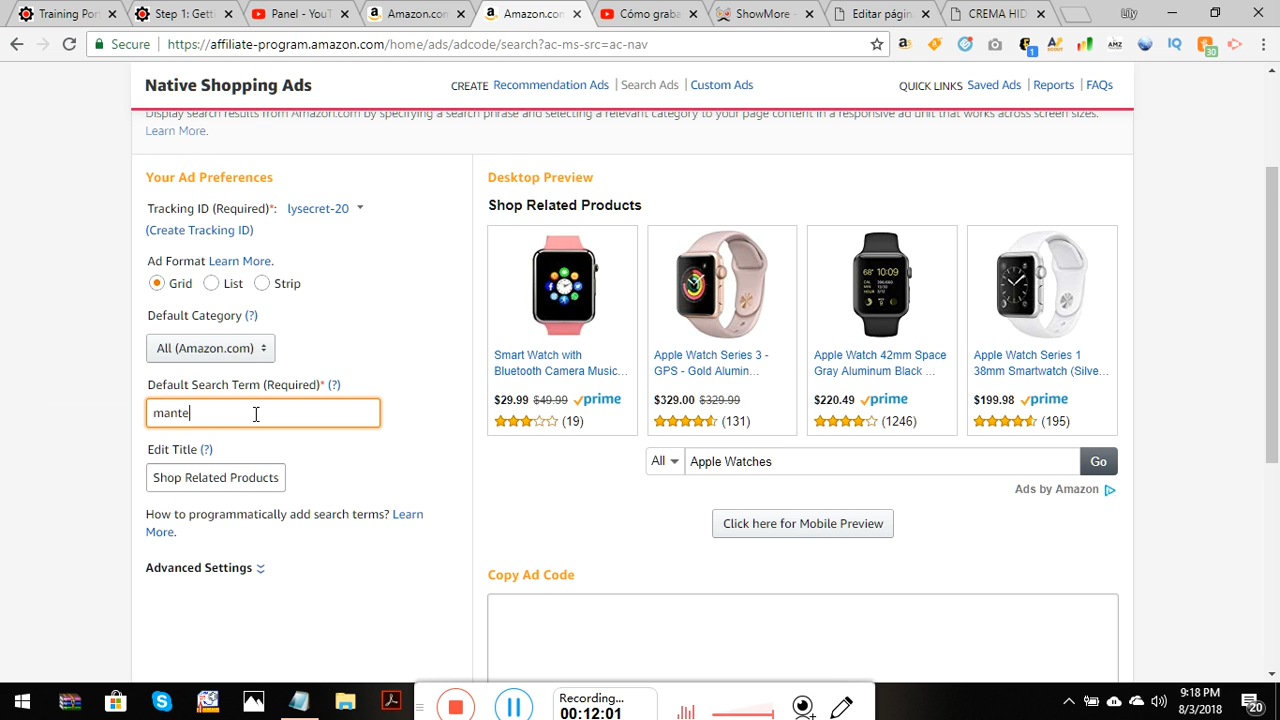 Training Por
Step 1: Gett
Panel - YouT
Amazon.com
Amazon.com
Cómo graba
ShowMore -
Editar págin
CREMA HID
Lily
Secure
https://affiliate-program.amazon.com/home/ads/adcode/search?ac-ms-src=ac-nav
Native Shopping Ads
CREATE Recommendation Ads | Search Ads | Custom Ads
QUICK LINKS Saved Ads | Reports | FAQs
Display search results from Amazon.com by specifying a search phrase and selecting a relevant category to your page content in a responsive ad unit that works across screen sizes.
Learn More.
Your Ad Preferences
Tracking ID (Required)*: lysecret-20
(Create Tracking ID)
Ad Format Learn More.
Grid List Strip
Default Category (?)
All (Amazon.com)
Default Search Term (Required)* (?)
mante
Edit Title (?)
Shop Related Products
How to programmatically add search terms? Learn
More.
Advanced Settings
Desktop Preview
Shop Related Products
Smart Watch with
Bluetooth Camera Music...
$29.99 $49.99 prime
(19)
Apple Watch Series 3 -
GPS - Gold Alumin...
$329.00 $329.99
(131)
Apple Watch 42mm Space
Gray Aluminum Black ...
$220.49 prime
(1246)
Apple Watch Series 1
38mm Smartwatch (Silve...
$199.98 prime
(195)
All Apple Watches Go
Ads by Amazon
Click here for Mobile Preview
Copy Ad Code
Recording...
00:12:01
9:18 PM
8/3/2018
20